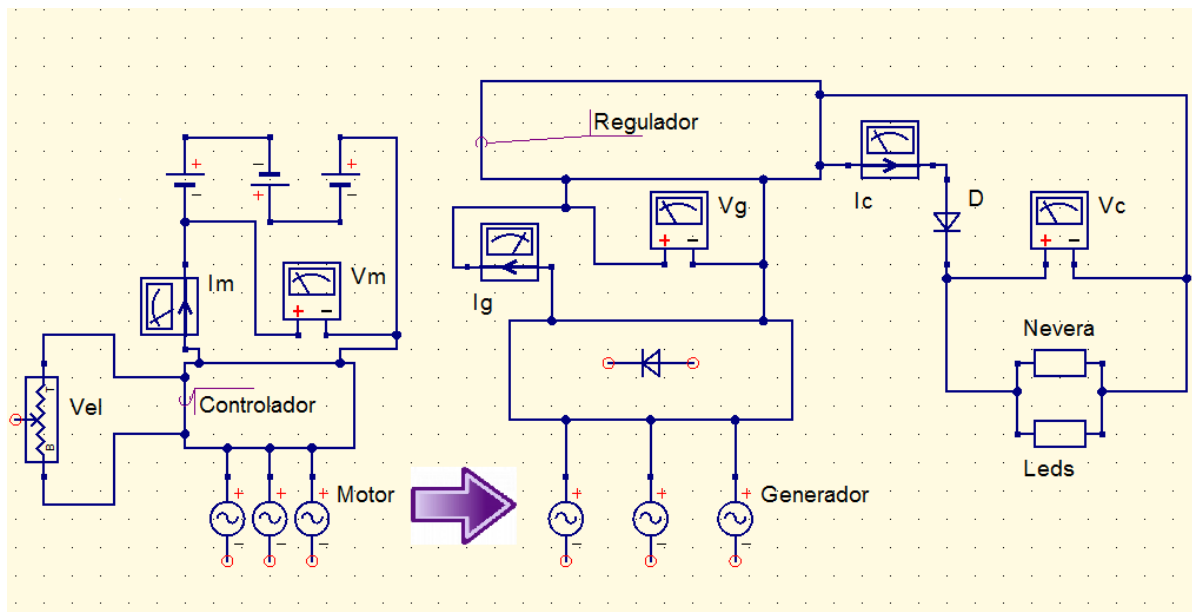 Regulador
Ic
D
Vc
Vg
Ig
Im
Vm
Nevera
Leds
Vel
T
B
Controlador
Motor
Generador